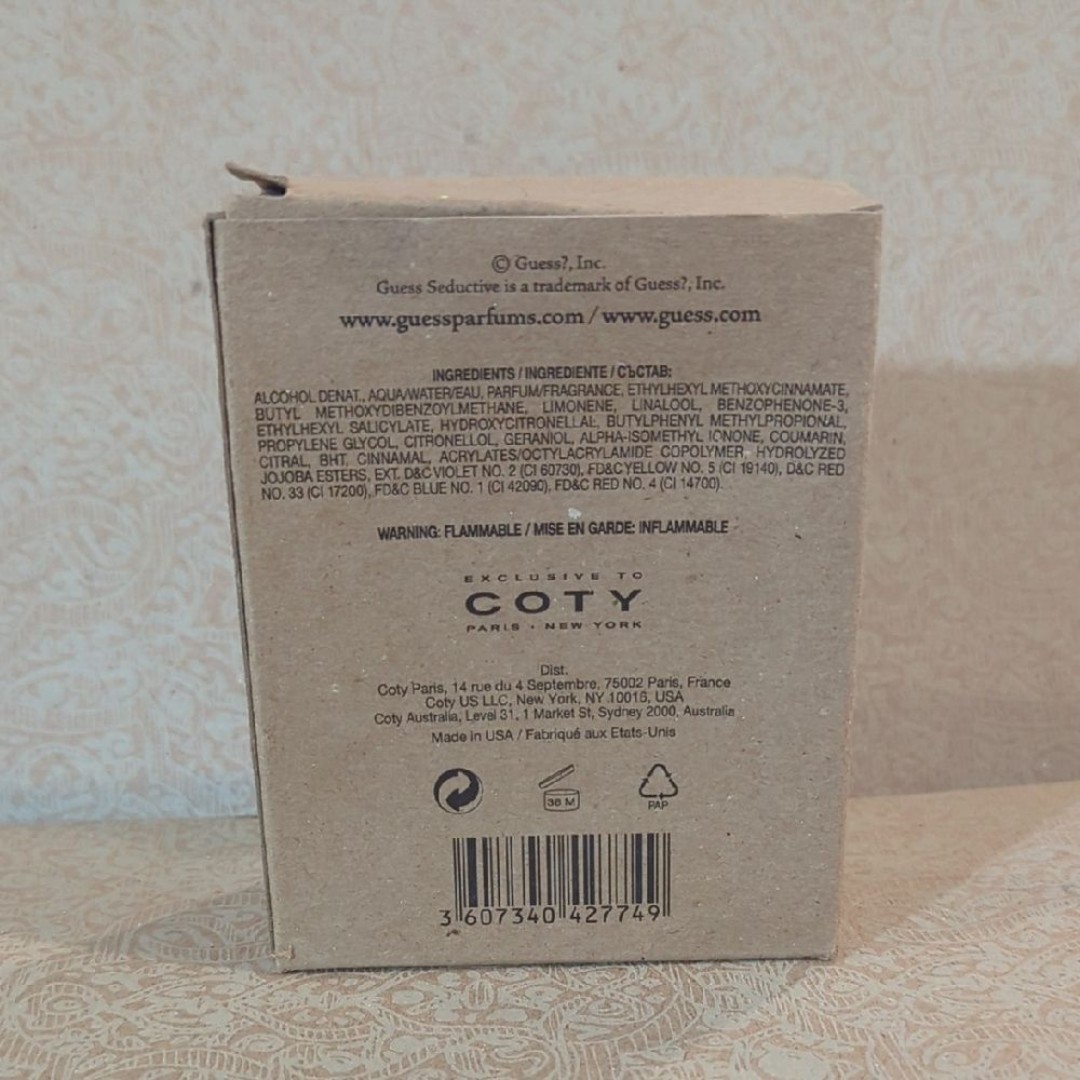 © Guess?, Inc.
Guess Seductive is a trademark of Guess?, Inc.
www.guessparfums.com / www.guess.com
INGREDIENTS / INGREDIENTE / СЪСТАВ:
ALCOHOL DENAT., AQUA/WATER/EAU, PARFUM/FRAGRANCE, ETHYLHEXYL METHOXYCINNAMATE,
BUTYL METHOXYDIBENZOYLMETHANE, LIMONENE, LINALOOL, BENZOPHENONE-3,
ETHYLHEXYL SALICYLATE, HYDROXYCITRONELLAL, BUTYLPHENYL METHYLPROPIONAL,
PROPYLENE GLYCOL, CITRONELLOL, GERANIOL, ALPHA-ISOMETHYL IONONE, COUMARIN,
CITRAL, BHT, CINNAMAL, ACRYLATES/OCTYLACRYLAMIDE COPOLYMER, HYDROLYZED
JOJOBA ESTERS, EXT. D&C VIOLET NO. 2 (CI 60730), FD&C YELLOW NO. 5 (CI 19140), D&C RED
NO. 33 (CI 17200), FD&C BLUE NO. 1 (CI 42090), FD&C RED NO. 4 (CI 14700).
WARNING: FLAMMABLE / MISE EN GARDE: INFLAMMABLE
EXCLUSIVE TO
COTY
PARIS • NEW YORK
Dist.
Coty Paris, 14 rue du 4 Septembre, 75002 Paris, France
Coty US LLC, New York, NY 10016, USA
Coty Australia, Level 31, 1 Market St, Sydney 2000, Australia
Made in USA / Fabriqué aux Etats-Unis
36 M
PAP
3 607340 427749